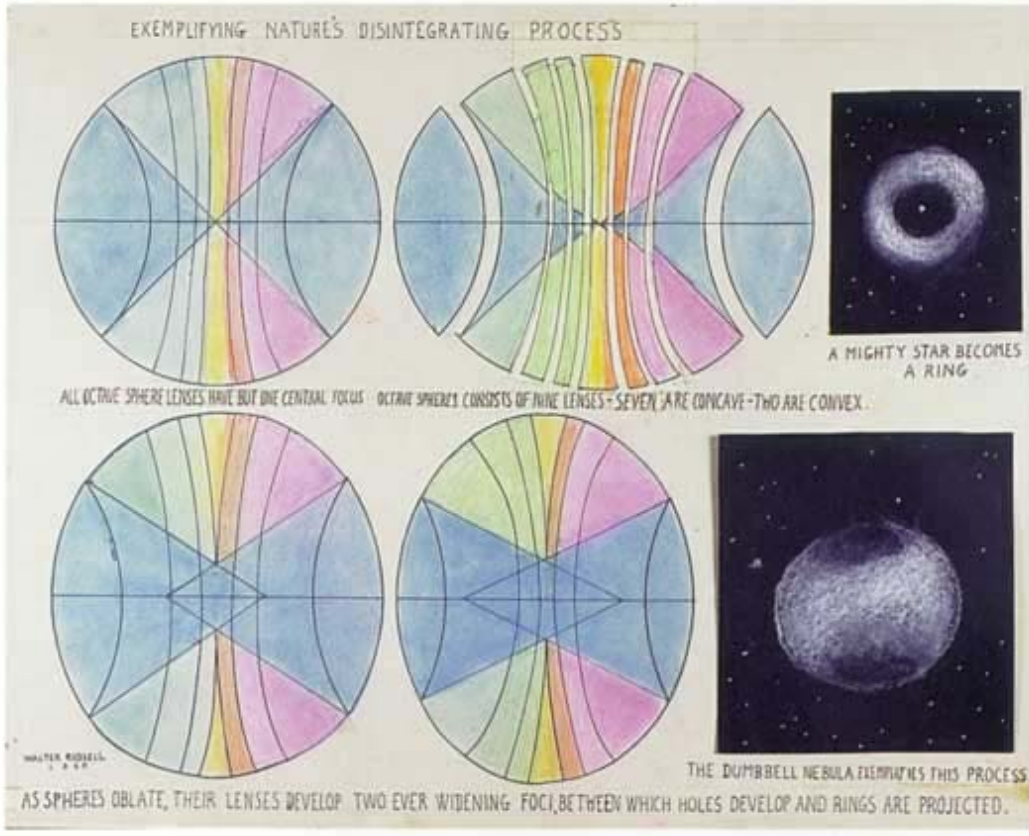 EXEMPLIFYING NATURE'S DISINTEGRATING PROCESS
A MIGHTY STAR BECOMES
A RING
ALL OCTAVE SPHERE LENSES HAVE BUT ONE CENTRAL FOCUS
OCTAVE SPHERES CONSISTS OF NINE LENSES - SEVEN ARE CONCAVE - TWO ARE CONVEX.
WALTER RUSSELL
THE DUMBBELL NEBULA EXEMPLIFIES THIS PROCESS
AS SPHERES OBLATE, THEIR LENSES DEVELOP TWO EVER WIDENING FOCI, BETWEEN WHICH HOLES DEVELOP AND RINGS ARE PROJECTED.